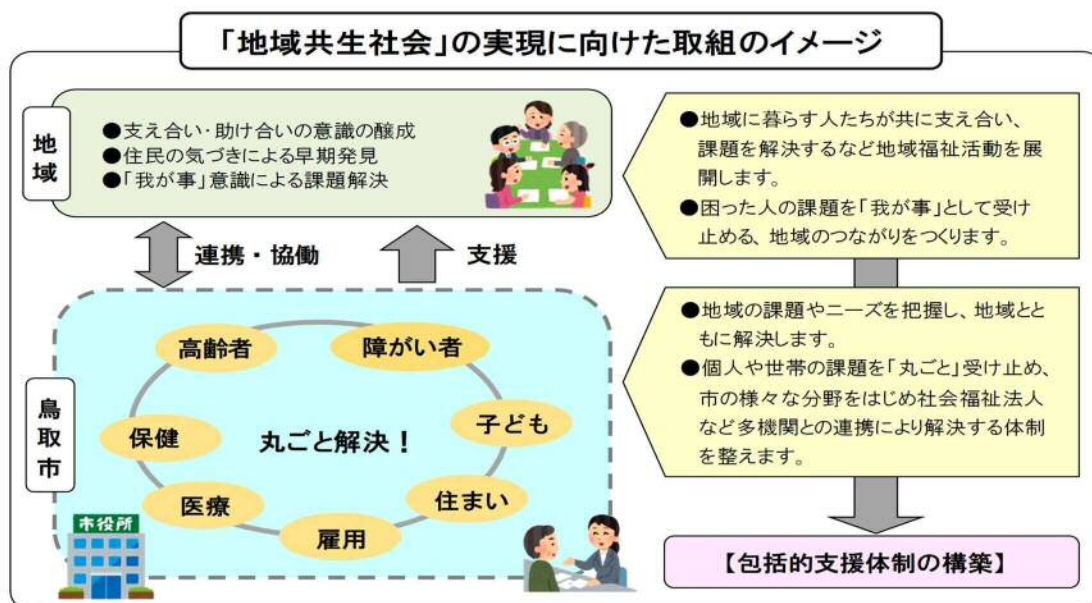 「地域共生社会」の実現に向けた取組のイメージ
地域
●支え合い・助け合いの意識の醸成
●住民の気づきによる早期発見
●「我が事」意識による課題解決
●地域に暮らす人たちが共に支え合い、
課題を解決するなど地域福祉活動を展
開します。
●困った人の課題を「我が事」として受け
止める、地域のつながりをつくります。
連携・協働
支援
鳥取市
高齢者
障がい者
保健
子ども
丸ごと解決！
医療
住まい
雇用
市役所
●地域の課題やニーズを把握し、地域とと
もに解決します。
●個人や世帯の課題を「丸ごと」受け止め、
市の様々な分野をはじめ社会福祉法人
など多機関との連携により解決する体制
を整えます。
【包括的支援体制の構築】